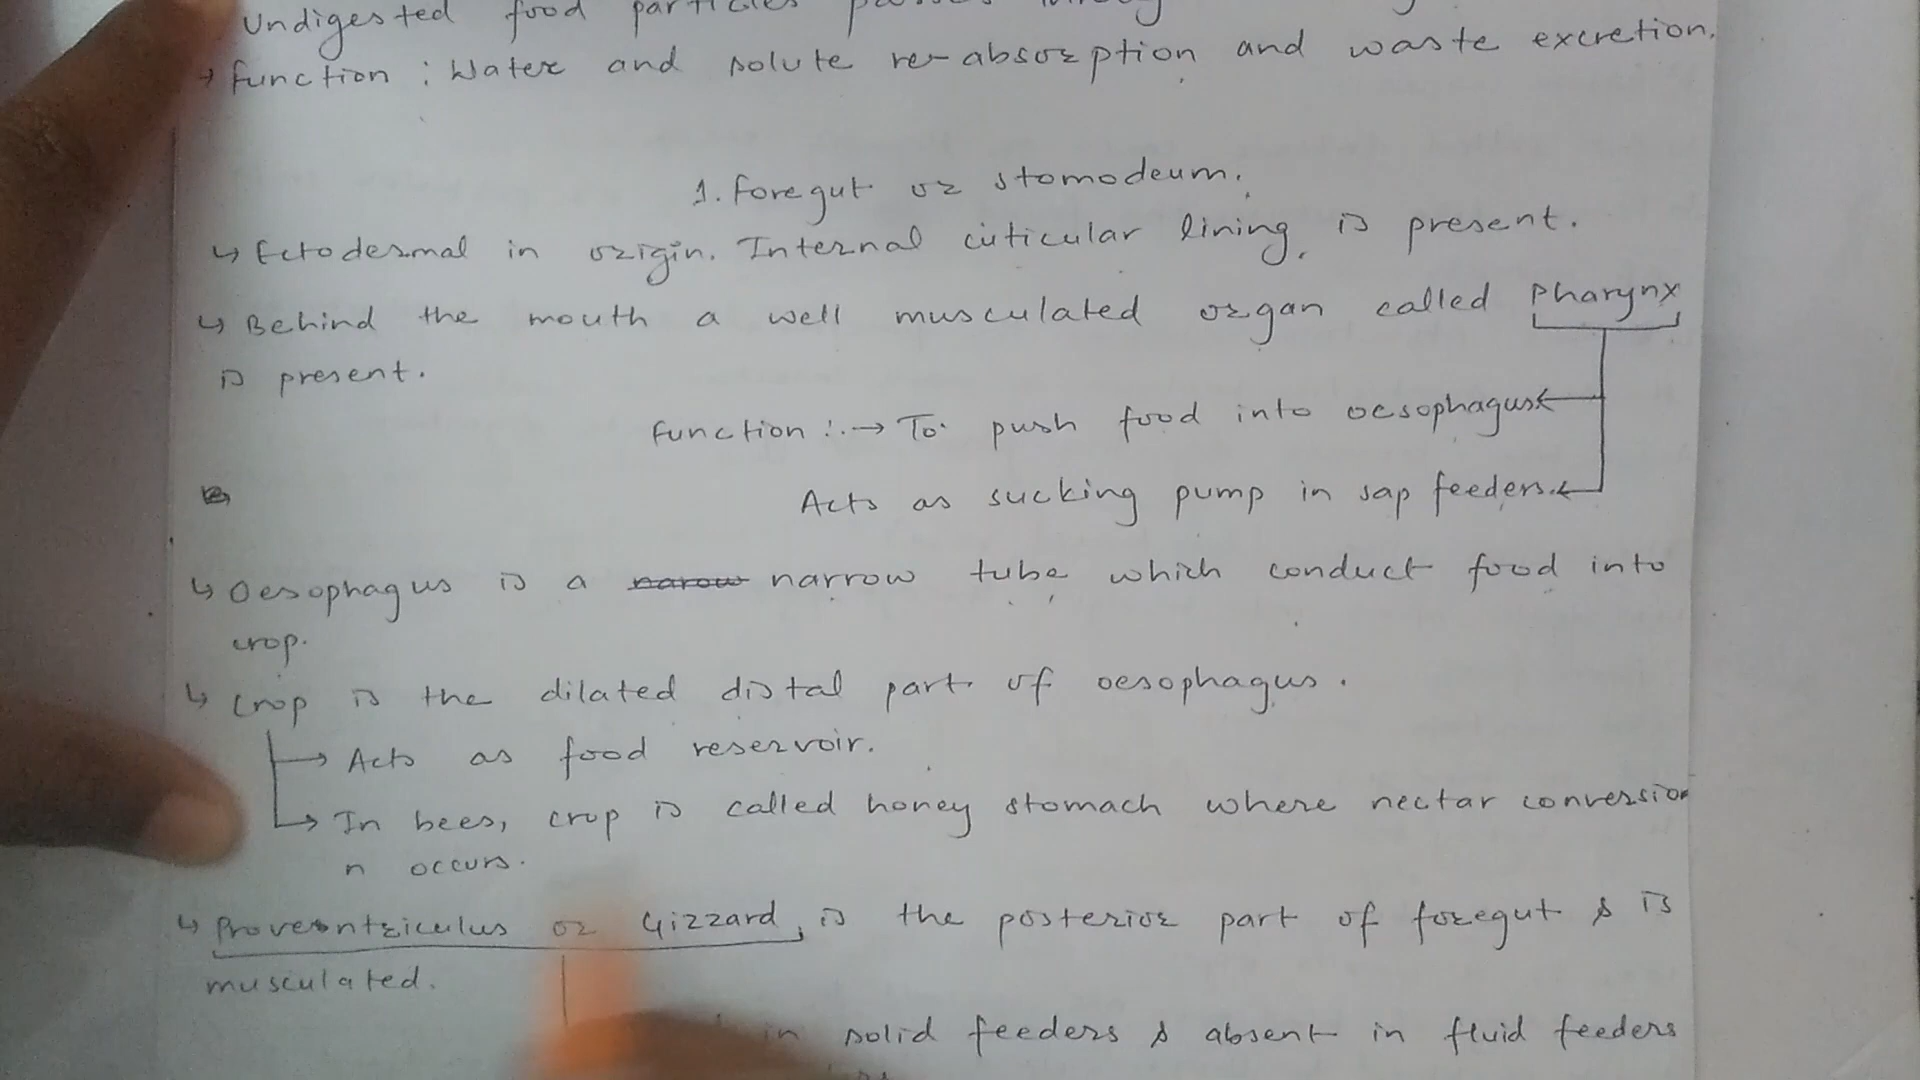 Undigested food particles
→ Function : Water and solute re-absorption and waste excretion.
1. Foregut or stomodeum.
↳ Ectodermal in origin. Internal cuticular lining is present.
↳ Behind the mouth a well musculated organ called Pharynx
is present.
Function :→ To push food into oesophagus
Acts as sucking pump in sap feeders.
↳ Oesophagus is a narow narrow tube which conduct food into
crop.
↳ Crop is the dilated distal part of oesophagus.
→ Acts as food reservoir.
→ In bees, crop is called honey stomach where nectar conversion
n occurs.
↳ Proventriculus or Gizzard, is the posterior part of foregut & is
musculated.
in solid feeders & absent in fluid feeders